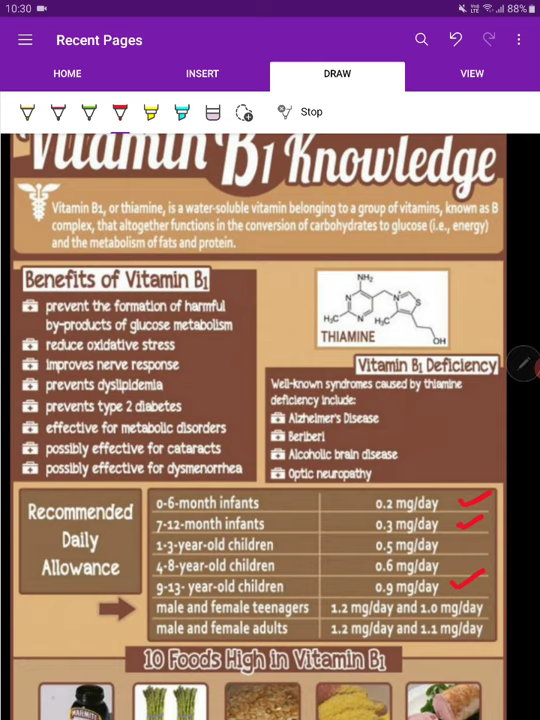 10:30
88%
Recent Pages
HOME INSERT DRAW VIEW
Stop
Vitamin B1 Knowledge
Vitamin B1, or thiamine, is a water-soluble vitamin belonging to a group of vitamins, known as B
complex, that altogether functions in the conversion of carbohydrates to glucose (i.e., energy)
and the metabolism of fats and protein.
Benefits of Vitamin B1
prevent the formation of harmful
by-products of glucose metabolism
reduce oxidative stress
improves nerve response
prevents dyslipidemia
prevents type 2 diabetes
effective for metabolic disorders
possibly effective for cataracts
possibly effective for dysmenorrhea
NH2
N
N+
S
H3C
N
H3C
OH
THIAMINE
Vitamin B1 Deficiency
Well-known syndromes caused by thiamine
deficiency include:
Alzheimer's Disease
Beriberi
Alcoholic brain disease
Optic neuropathy
Recommended
Daily
Allowance
0-6-month infants 0.2 mg/day
7-12-month infants 0.3 mg/day
1-3-year-old children 0.5 mg/day
4-8-year-old children 0.6 mg/day
9-13- year-old children 0.9 mg/day
male and female teenagers 1.2 mg/day and 1.0 mg/day
male and female adults 1.2 mg/day and 1.1 mg/day
10 Foods High in Vitamin B1
MARMITE